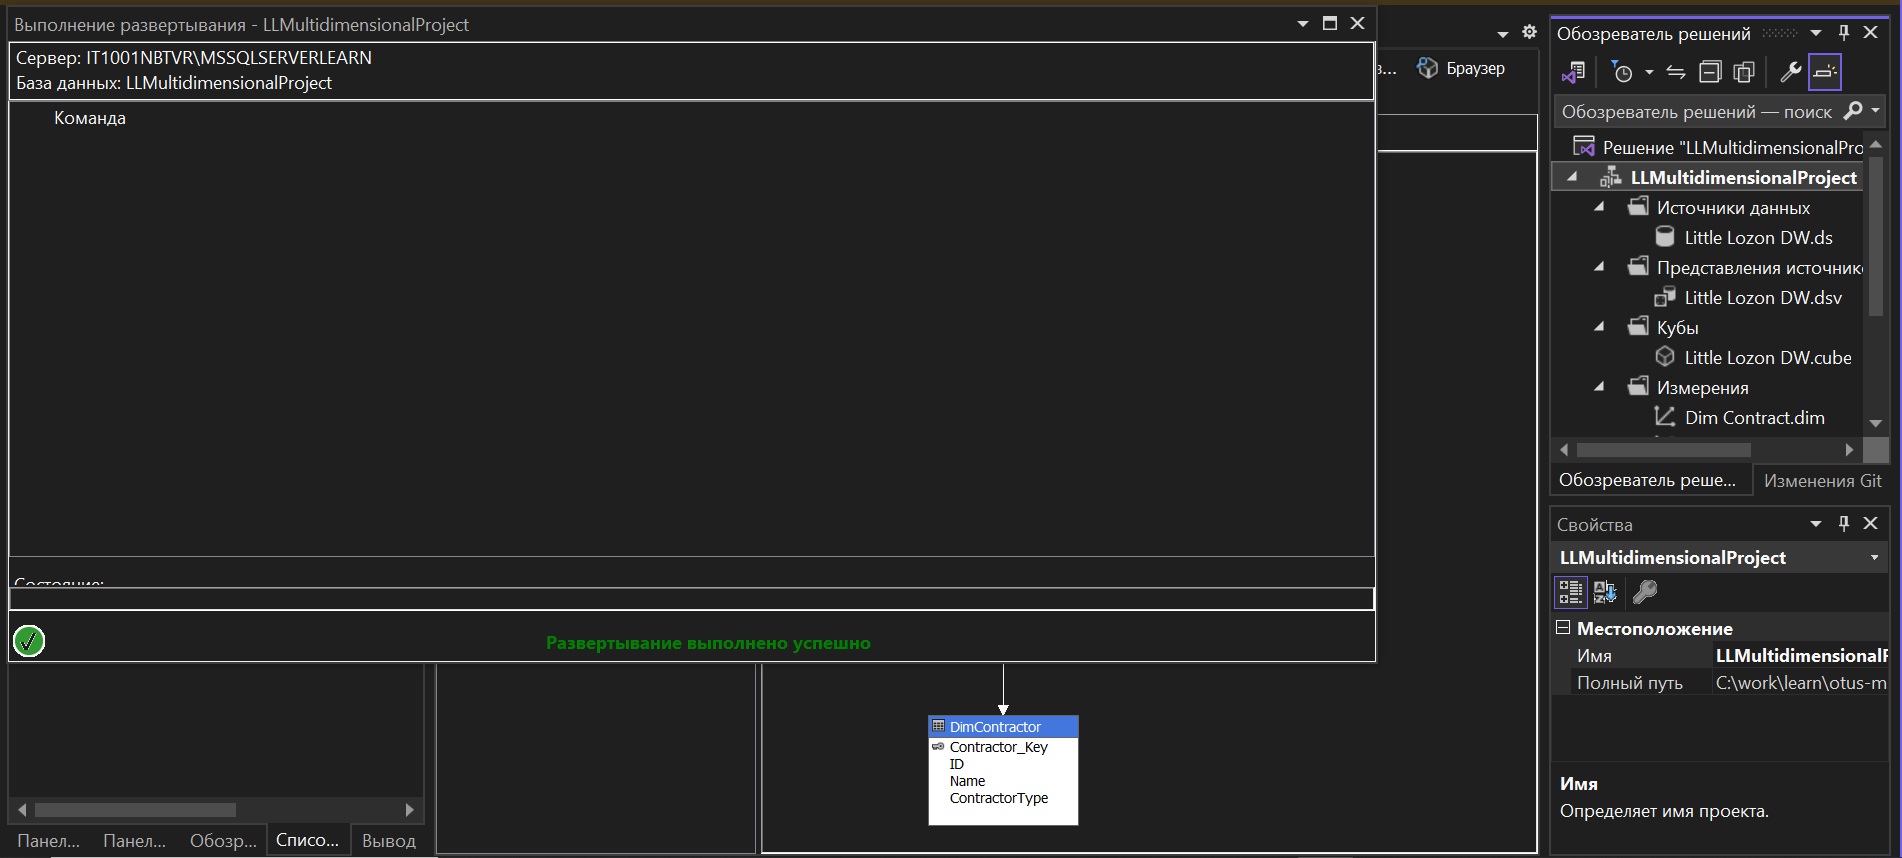 Выполнение развертывания - LLMultidimensionalProject
Сервер: IT1001NBTVR\MSSQLSERVERLEARN
База данных: LLMultidimensionalProject
Команда
Состояние:
Развертывание выполнено успешно
з...
Браузер
DimContractor
Contractor_Key
ID
Name
ContractorType
Панел...
Панел...
Обозр...
Списо...
Вывод
Обозреватель решений
Обозреватель решений — поиск
Решение "LLMultidimensionalPro
LLMultidimensionalProject
Источники данных
Little Lozon DW.ds
Представления источник
Little Lozon DW.dsv
Кубы
Little Lozon DW.cube
Измерения
Dim Contract.dim
Обозреватель реше...
Изменения Git
Свойства
LLMultidimensionalProject
Местоположение
Имя LLMultidimensionalP
Полный путь C:\work\learn\otus-m
Имя
Определяет имя проекта.